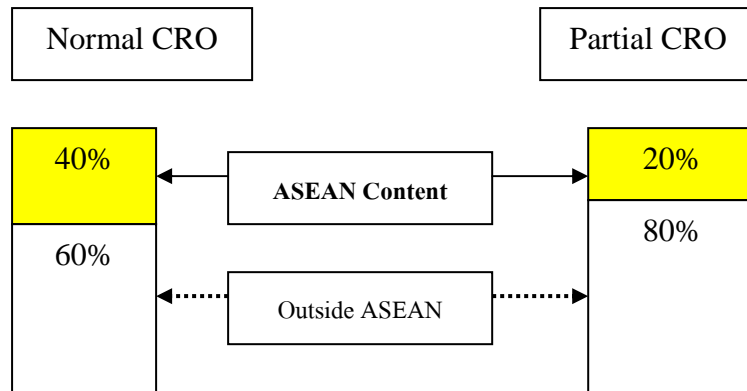 Normal CRO
Partial CRO
40%
ASEAN Content
20%
60%
80%
Outside ASEAN